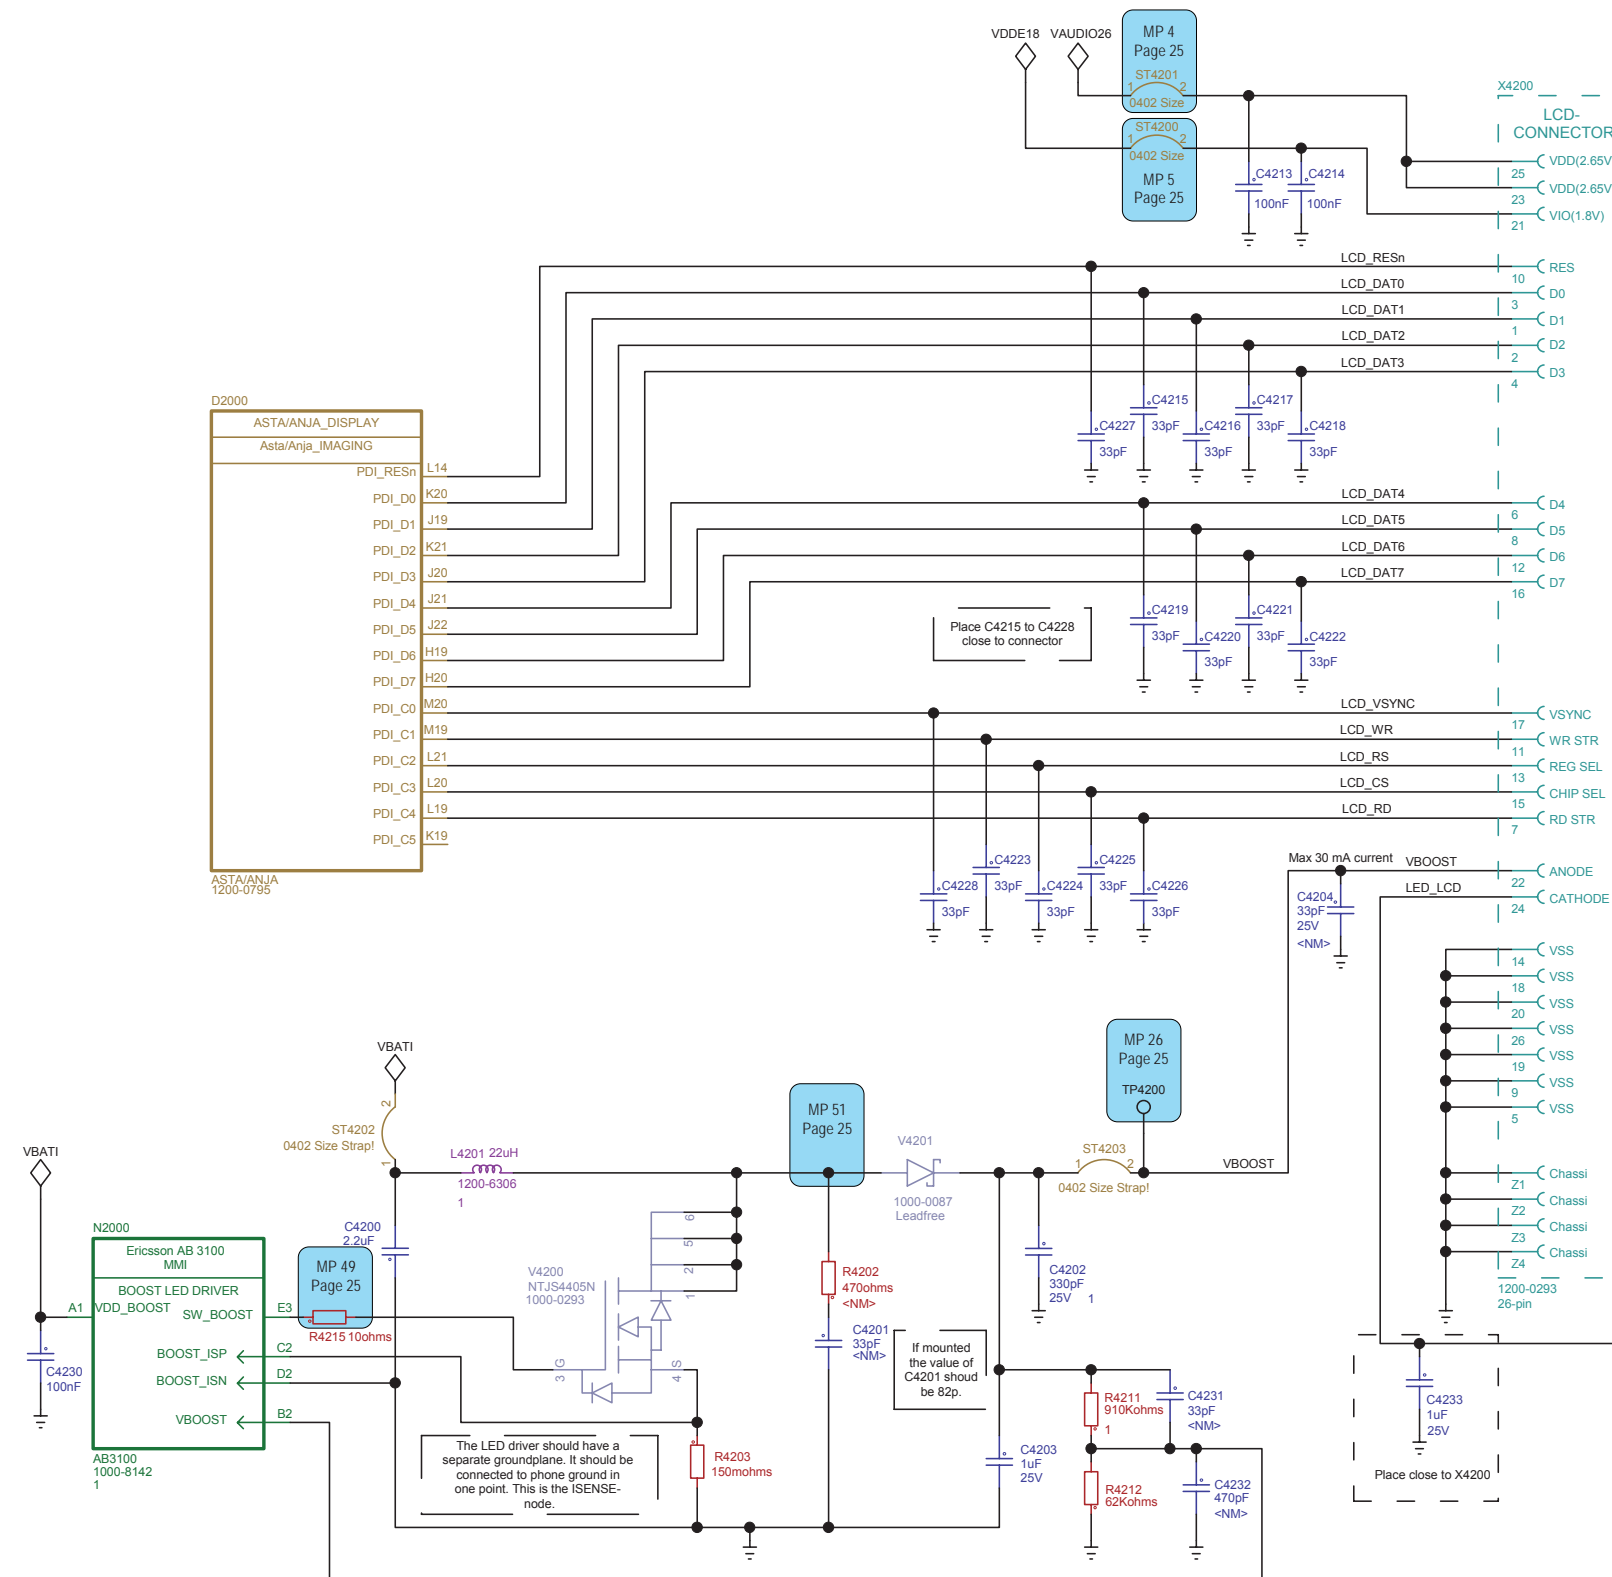 VDDE18
VAUDIO26
MP 4
Page 25
ST4201
1 2
0402 Size
ST4200
1 2
0402 Size
MP 5
Page 25
C4213
100nF
C4214
100nF
X4200
LCD-
CONNECTOR
VDD(2.65V
25
VDD(2.65V
23
VIO(1.8V)
21
LCD_RESn
RES
10
LCD_DAT0
D0
3
LCD_DAT1
D1
1
LCD_DAT2
D2
2
LCD_DAT3
D3
4
C4227
33pF
C4215
33pF
C4216
33pF
C4217
33pF
C4218
33pF
D2000
ASTA/ANJA_DISPLAY
Asta/Anja_IMAGING
PDI_RESn L14
PDI_D0 K20
PDI_D1 J19
PDI_D2 K21
PDI_D3 J20
PDI_D4 J21
PDI_D5 J22
PDI_D6 H19
PDI_D7 H20
PDI_C0 M20
PDI_C1 M19
PDI_C2 L21
PDI_C3 L20
PDI_C4 L19
PDI_C5 K19
ASTA/ANJA
1200-0795
LCD_DAT4
D4
6
LCD_DAT5
D5
8
LCD_DAT6
D6
12
LCD_DAT7
D7
16
Place C4215 to C4228
close to connector
C4219
33pF
C4220
33pF
C4221
33pF
C4222
33pF
LCD_VSYNC
VSYNC
17
LCD_WR
WR STR
11
LCD_RS
REG SEL
13
LCD_CS
CHIP SEL
15
LCD_RD
RD STR
7
C4228
33pF
C4223
33pF
C4224
33pF
C4225
33pF
C4226
33pF
Max 30 mA current
VBOOST
ANODE
22
LED_LCD
CATHODE
24
C4204
33pF
25V
<NM>
VSS
14
VSS
18
VSS
20
VSS
26
VSS
19
VSS
9
VSS
5
Chassi
Z1
Chassi
Z2
Chassi
Z3
Chassi
Z4
1200-0293
26-pin
VBATI
2
ST4202
0402 Size Strap!
1
L4201 22uH
1200-6306
1
MP 51
Page 25
V4201
1000-0087
Leadfree
MP 26
Page 25
TP4200
ST4203
1 2
0402 Size Strap!
VBOOST
VBATI
N2000
Ericsson AB 3100
MMI
BOOST LED DRIVER
A1 VDD_BOOST
SW_BOOST E3
BOOST_ISP C2
BOOST_ISN D2
VBOOST B2
AB3100
1000-8142
1
C4230
100nF
MP 49
Page 25
R4215 10ohms
C4200
2.2uF
V4200
NTJS4405N
1000-0293
6
5
2
1
3 G
4 S
R4202
470ohms
<NM>
C4201
33pF
<NM>
If mounted
the value of
C4201 shoud
be 82p.
C4202
330pF
25V 1
R4211
910Kohms
1
C4231
33pF
<NM>
C4203
1uF
25V
R4212
62Kohms
C4232
470pF
<NM>
The LED driver should have a
separate groundplane. It should be
connected to phone ground in
one point. This is the ISENSE-
node.
R4203
150mohms
C4233
1uF
25V
Place close to X4200